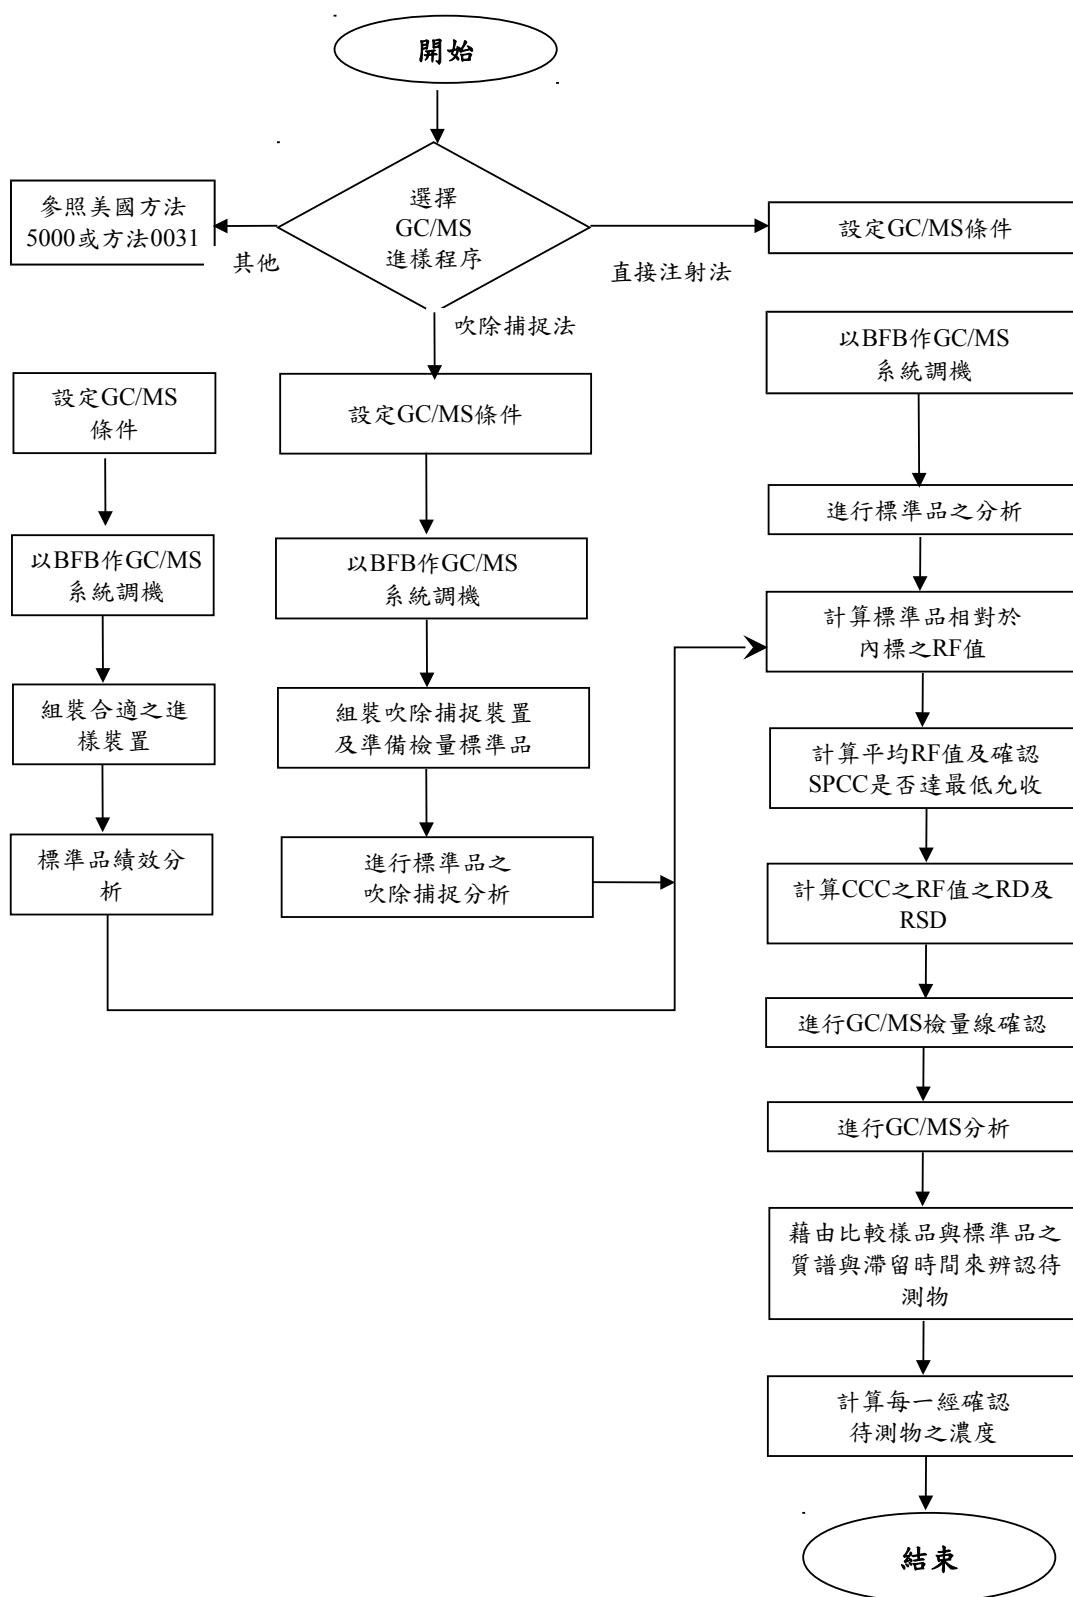 開始
選擇
GC/MS
進樣程序
參照美國方法
5000或方法0031
其他
直接注射法
吹除捕捉法
設定GC/MS
條件
以BFB作GC/MS
系統調機
組裝合適之進
樣裝置
標準品績效分
析
設定GC/MS條件
以BFB作GC/MS
系統調機
組裝吹除捕捉裝置
及準備檢量標準品
進行標準品之
吹除捕捉分析
設定GC/MS條件
以BFB作GC/MS
系統調機
進行標準品之分析
計算標準品相對於
內標之RF值
計算平均RF值及確認
SPCC是否達最低允收
計算CCC之RF值之RD及
RSD
進行GC/MS檢量線確認
進行GC/MS分析
藉由比較樣品與標準品之
質譜與滯留時間來辨認待
測物
計算每一經確認
待測物之濃度
結束